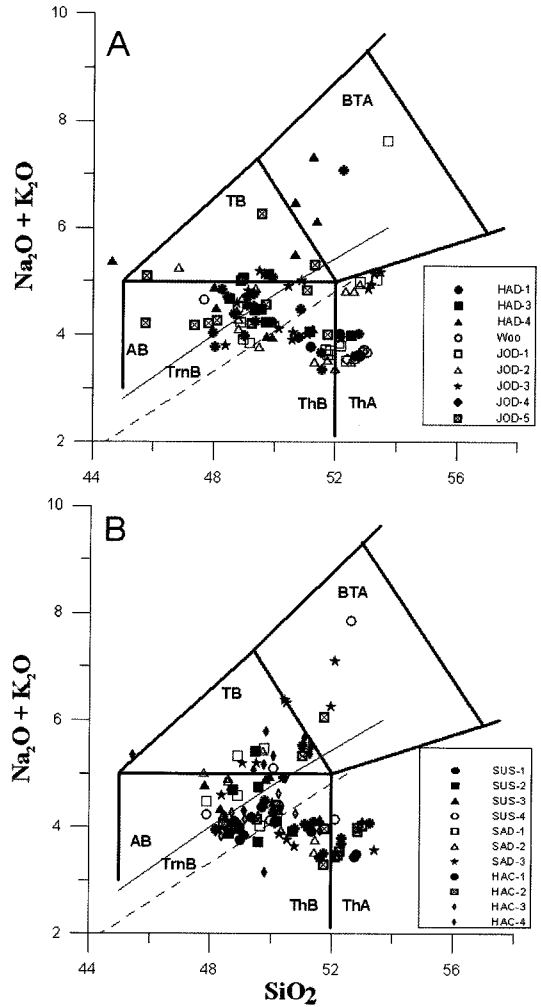 A
10
8
6
4
2
Na2O + K2O
BTA
TB
AB
TrnB
ThB
ThA
HAD-1
HAD-3
HAD-4
Woo
JOD-1
JOD-2
JOD-3
JOD-4
JOD-5
44
48
52
56
B
10
8
6
4
2
Na2O + K2O
BTA
TB
AB
TrnB
ThB
ThA
SUS-1
SUS-2
SUS-3
SUS-4
SAD-1
SAD-2
SAD-3
HAC-1
HAC-2
HAC-3
HAC-4
44
48
52
56
SiO2